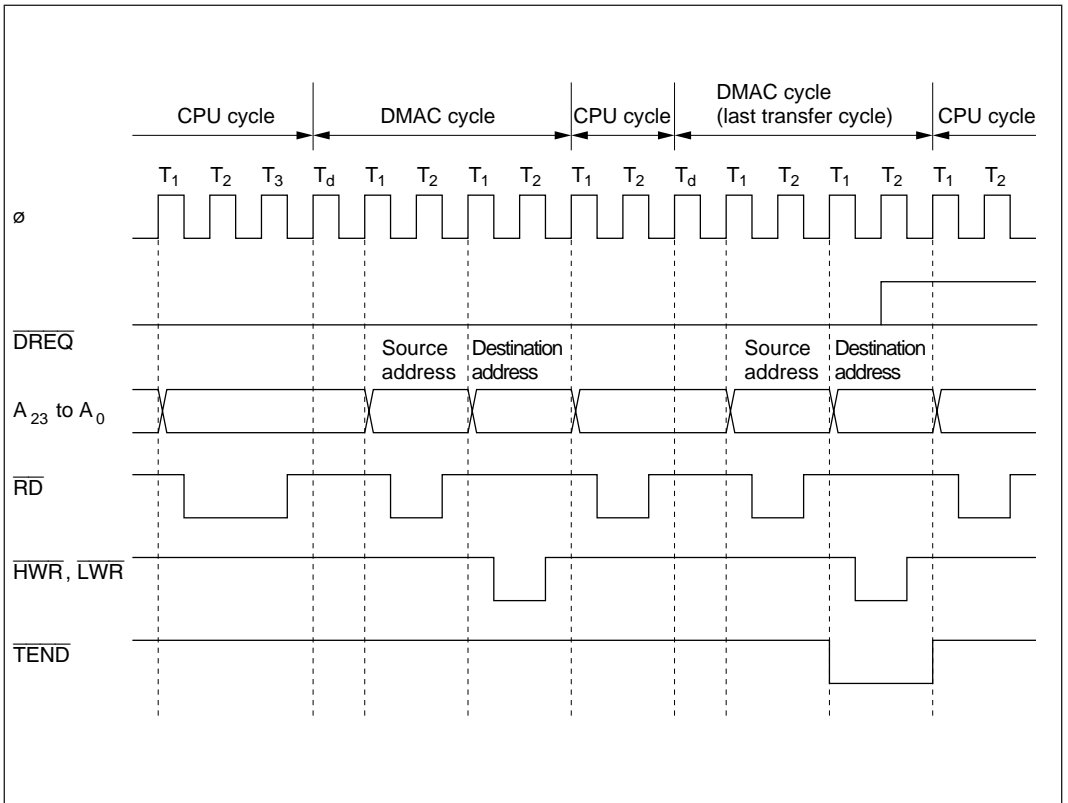 DMAC cycle
CPU cycle DMAC cycle CPU cycle (last transfer cycle) CPU cycle
T1 T2 T3 Td T1 T2 T1 T2 T1 T2 Td T1 T2 T1 T2 T1 T2
ø
DREQ
Source Destination Source Destination
address address address address
A23 to A0
RD
HWR, LWR
TEND